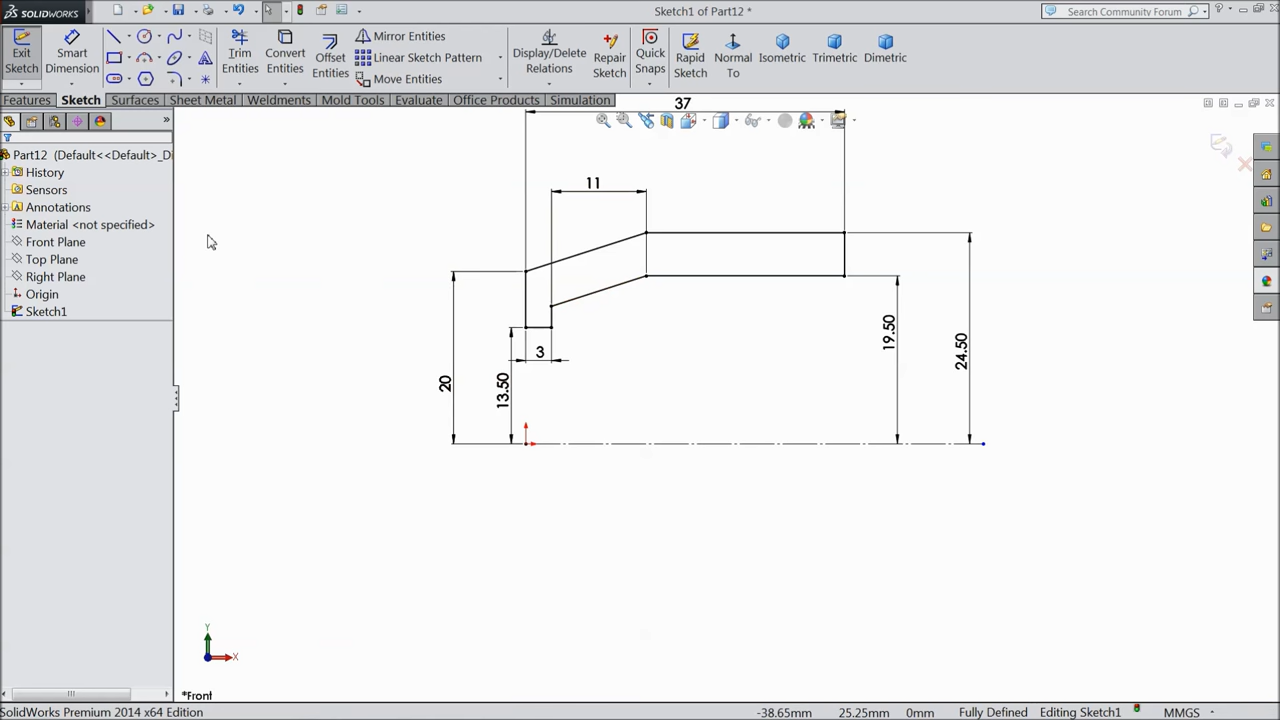 SOLIDWORKS
Sketch1 of Part12 *
Search Community Forum
Exit Sketch
Smart Dimension
Trim Entities
Convert Entities
Offset Entities
Mirror Entities
Linear Sketch Pattern
Move Entities
Display/Delete Relations
Repair Sketch
Quick Snaps
Rapid Sketch
Normal To
Isometric
Trimetric
Dimetric
Features
Sketch
Surfaces
Sheet Metal
Weldments
Mold Tools
Evaluate
Office Products
Simulation
Part12 (Default<<Default>_Di
History
Sensors
Annotations
Material <not specified>
Front Plane
Top Plane
Right Plane
Origin
Sketch1
37
11
3
20
13.50
19.50
24.50
Y
X
*Front
SolidWorks Premium 2014 x64 Edition
-38.65mm
25.25mm
0mm
Fully Defined
Editing Sketch1
MMGS